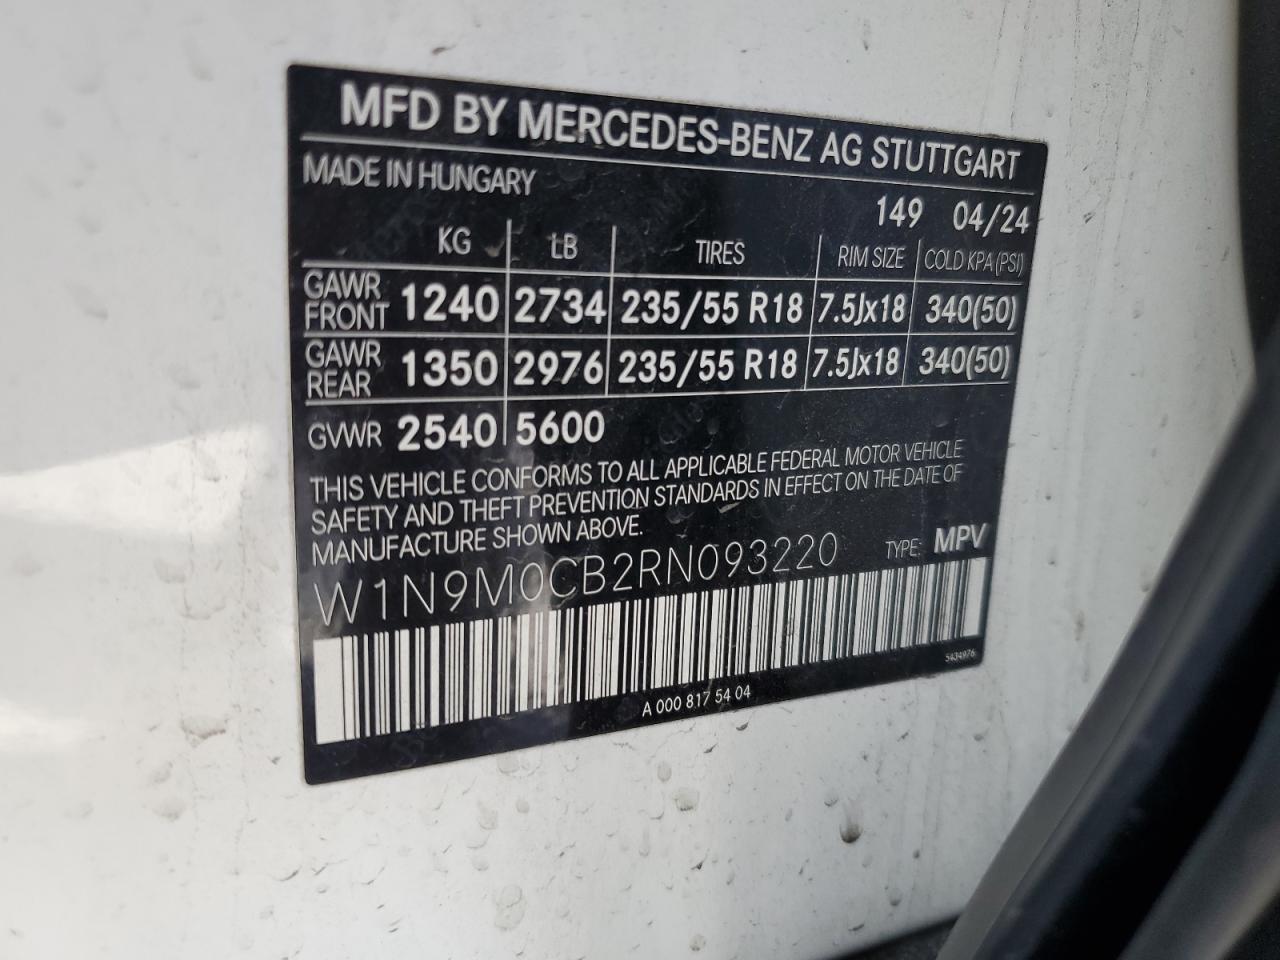 MFD BY MERCEDES-BENZ AG STUTTGART
MADE IN HUNGARY
149 04/24
KG LB TIRES RIM SIZE COLD KPA (PSI)
GAWR FRONT 1240 2734 235/55 R18 7.5Jx18 340(50)
GAWR REAR 1350 2976 235/55 R18 7.5Jx18 340(50)
GVWR 2540 5600
THIS VEHICLE CONFORMS TO ALL APPLICABLE FEDERAL MOTOR VEHICLE
SAFETY AND THEFT PREVENTION STANDARDS IN EFFECT ON THE DATE OF
MANUFACTURE SHOWN ABOVE.
W1N9M0CB2RN093220 TYPE: MPV
5434976
A 000 817 54 04